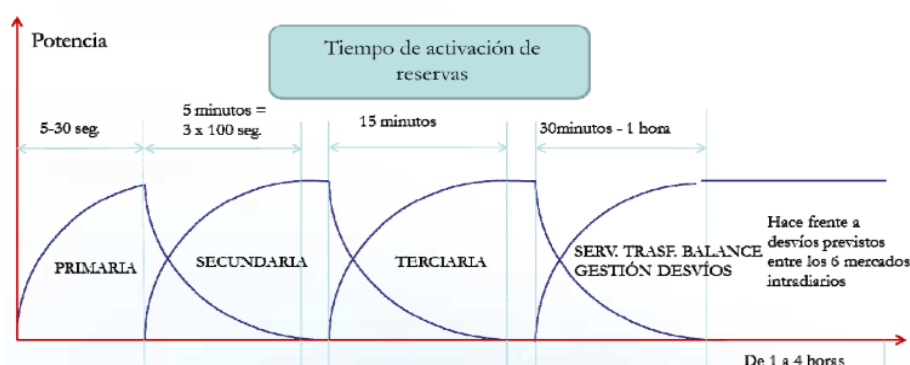 Potencia
Tiempo de activación de
reservas
5-30 seg.
5 minutos =
3 x 100 seg.
15 minutos
30minutos - 1 hora
PRIMARIA
SECUNDARIA
TERCIARIA
SERV. TRASF. BALANCE
GESTIÓN DESVÍOS
Hace frente a
desvíos previstos
entre los 6 mercados
intradiarios
De 1 a 4 horas